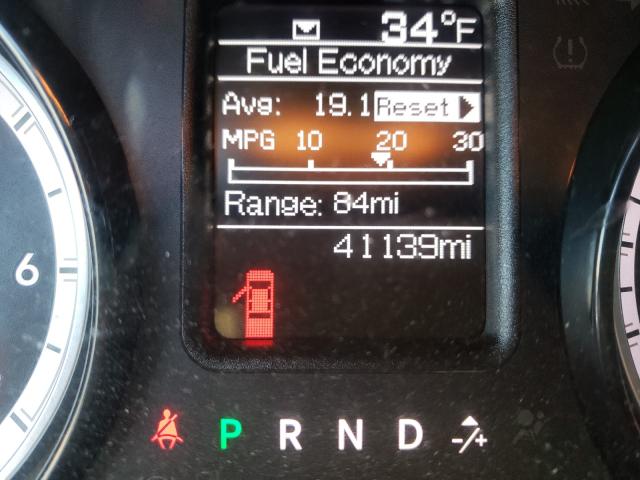 34°F
Fuel Economy
Avg: 19.1 Reset
MPG 10 20 30
Range: 84mi
41139mi
6
P R N D -/+